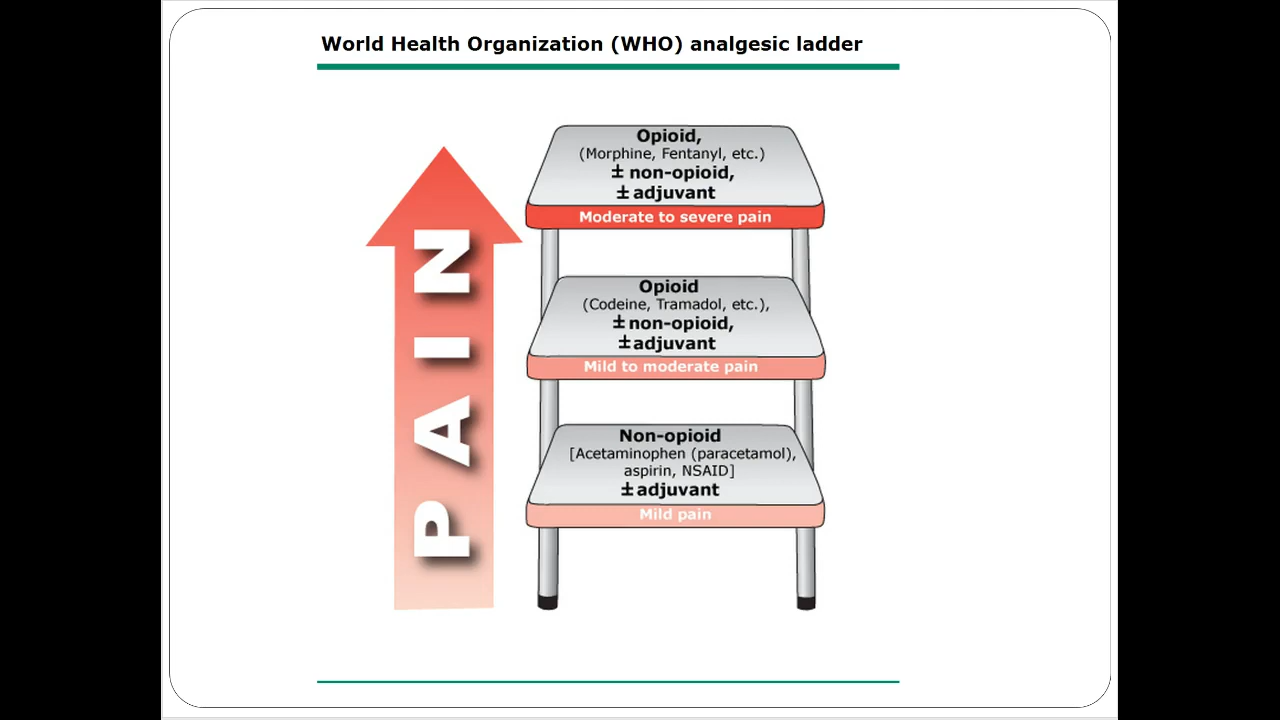 World Health Organization (WHO) analgesic ladder
PAIN
Opioid,
(Morphine, Fentanyl, etc.)
± non-opioid,
± adjuvant
Moderate to severe pain
Opioid
(Codeine, Tramadol, etc.),
± non-opioid,
± adjuvant
Mild to moderate pain
Non-opioid
[Acetaminophen (paracetamol),
aspirin, NSAID]
± adjuvant
Mild pain